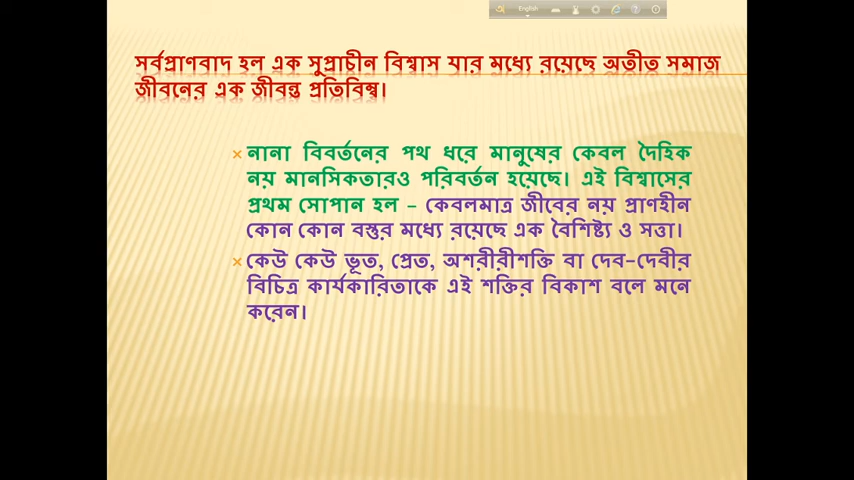 English
সর্বপ্রাণবাদ হল এক সুপ্রাচীন বিশ্বাস যার মধ্যে রয়েছে অতীত সমাজ
জীবনের এক জীবন্ত প্রতিবিম্ব।
নানা বিবর্তনের পথ ধরে মানুষের কেবল দৈহিক
নয় মানসিকতারও পরিবর্তন হয়েছে। এই বিশ্বাসের
প্রথম সোপান হল – কেবলমাত্র জীবের নয় প্রাণহীন
কোন কোন বস্তুর মধ্যে রয়েছে এক বৈশিষ্ট্য ও সত্তা।
কেউ কেউ ভূত, প্রেত, অশরীরীশক্তি বা দেব-দেবীর
বিচিত্র কার্যকারিতাকে এই শক্তির বিকাশ বলে মনে
করেন।